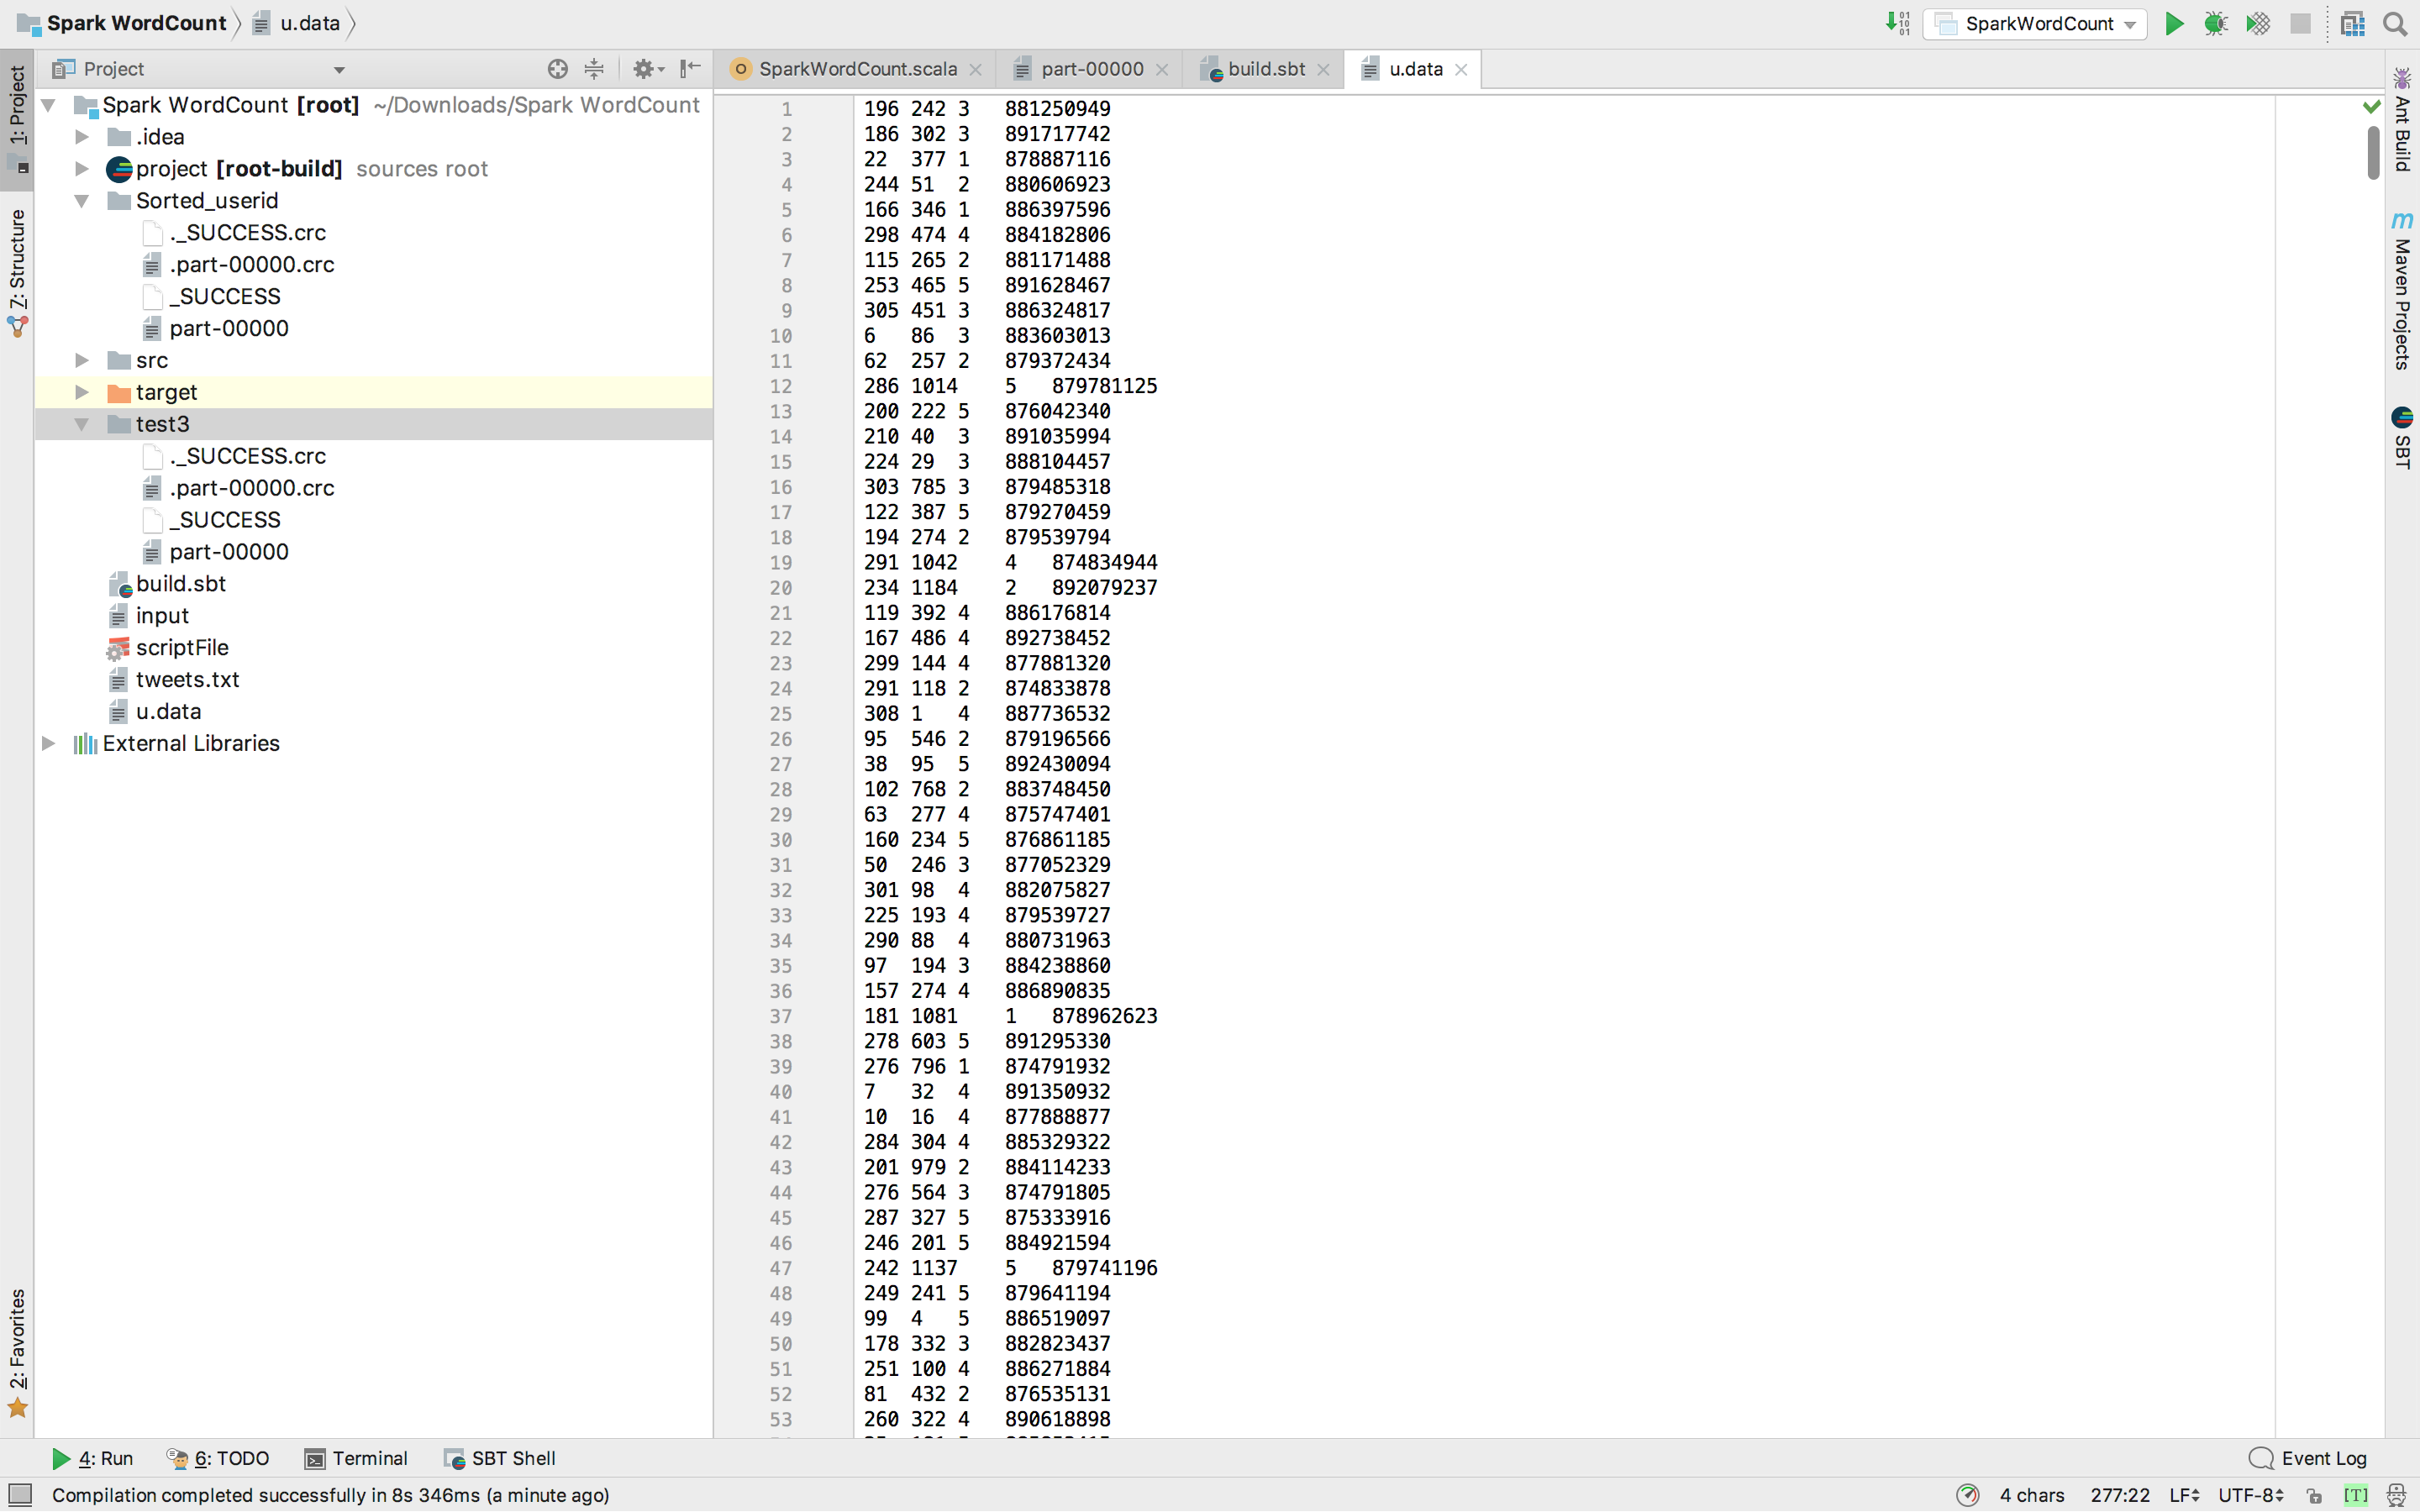 Spark WordCount u.data
SparkWordCount
1: Project
7: Structure
2: Favorites
Project
Spark WordCount [root] ~/Downloads/Spark WordCount
.idea
project [root-build] sources root
Sorted_userid
._SUCCESS.crc
.part-00000.crc
_SUCCESS
part-00000
src
target
test3
._SUCCESS.crc
.part-00000.crc
_SUCCESS
part-00000
build.sbt
input
scriptFile
tweets.txt
u.data
External Libraries
SparkWordCount.scala part-00000 build.sbt u.data
1 196 242 3 881250949
2 186 302 3 891717742
3 22 377 1 878887116
4 244 51 2 880606923
5 166 346 1 886397596
6 298 474 4 884182806
7 115 265 2 881171488
8 253 465 5 891628467
9 305 451 3 886324817
10 6 86 3 883603013
11 62 257 2 879372434
12 286 1014 5 879781125
13 200 222 5 876042340
14 210 40 3 891035994
15 224 29 3 888104457
16 303 785 3 879485318
17 122 387 5 879270459
18 194 274 2 879539794
19 291 1042 4 874834944
20 234 1184 2 892079237
21 119 392 4 886176814
22 167 486 4 892738452
23 299 144 4 877881320
24 291 118 2 874833878
25 308 1 4 887736532
26 95 546 2 879196566
27 38 95 5 892430094
28 102 768 2 883748450
29 63 277 4 875747401
30 160 234 5 876861185
31 50 246 3 877052329
32 301 98 4 882075827
33 225 193 4 879539727
34 290 88 4 880731963
35 97 194 3 884238860
36 157 274 4 886890835
37 181 1081 1 878962623
38 278 603 5 891295330
39 276 796 1 874791932
40 7 32 4 891350932
41 10 16 4 877888877
42 284 304 4 885329322
43 201 979 2 884114233
44 276 564 3 874791805
45 287 327 5 875333916
46 246 201 5 884921594
47 242 1137 5 879741196
48 249 241 5 879641194
49 99 4 5 886519097
50 178 332 3 882823437
51 251 100 4 886271884
52 81 432 2 876535131
53 260 322 4 890618898
Ant Build
Maven Projects
SBT
4: Run 6: TODO Terminal SBT Shell Event Log
Compilation completed successfully in 8s 346ms (a minute ago) 4 chars 277:22 LF UTF-8 [T]